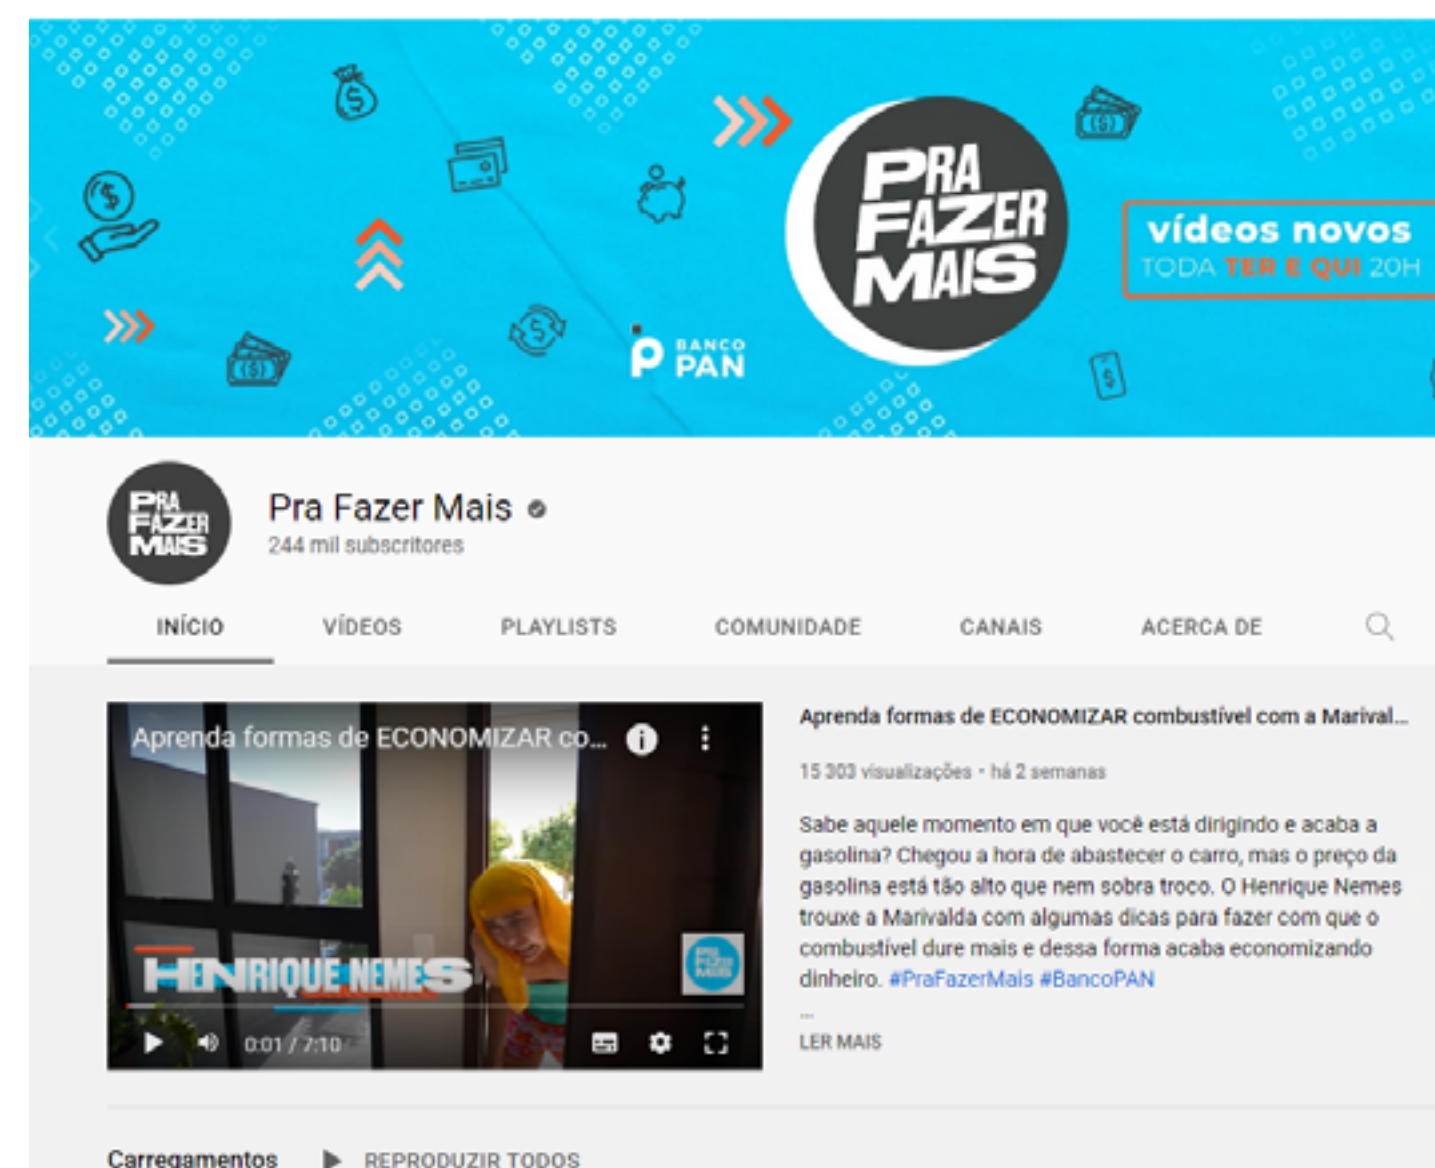 PRA
FAZER
MAIS
vídeos novos
TODA TER E QUI 20H
BANCO
PAN
PRA
FAZER
MAIS
Pra Fazer Mais
244 mil subscritores
INÍCIO VÍDEOS PLAYLISTS COMUNIDADE CANAIS ACERCA DE
Aprenda formas de ECONOMIZAR co...
HENRIQUE NEMES
PRA
FAZER
MAIS
0:01 / 7:10
Aprenda formas de ECONOMIZAR combustível com a Marival...
15 303 visualizações • há 2 semanas
Sabe aquele momento em que você está dirigindo e acaba a
gasolina? Chegou a hora de abastecer o carro, mas o preço da
gasolina está tão alto que nem sobra troco. O Henrique Nemes
trouxe a Marivalda com algumas dicas para fazer com que o
combustível dure mais e dessa forma acaba economizando
dinheiro. #PraFazerMais #BancoPAN
...
LER MAIS
Carregamentos REPRODUZIR TODOS